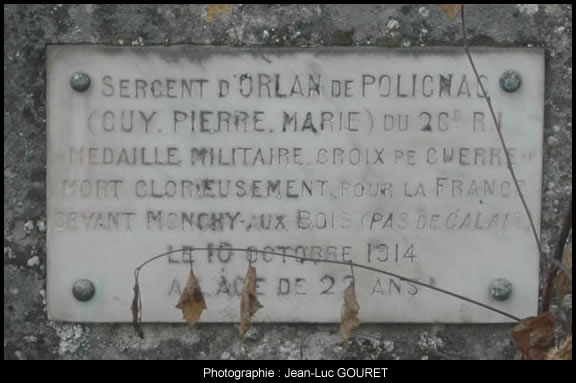 SERGENT D'ORLAN DE POLIGNAC
(GUY, PIERRE, MARIE) DU 26E R.I.
«MEDAILLE MILITAIRE, CROIX DE GUERRE»
MORT GLORIEUSEMENT, POUR LA FRANCE
DEVANT MONCHY-AUX BOIS (PAS DE CALAIS)
LE 10 OCTOBRE 1914
A L'AGE DE 22 ANS
Photographie : Jean-Luc GOURET